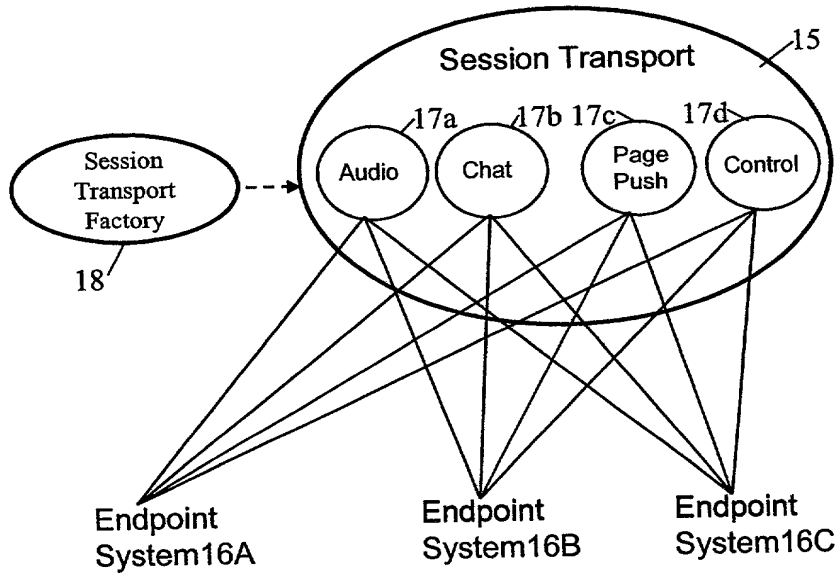 15
Session Transport
17a
17b
17c
17d
Audio
Chat
Page
Push
Control
Session
Transport
Factory
18
Endpoint
System16A
Endpoint
System16B
Endpoint
System16C